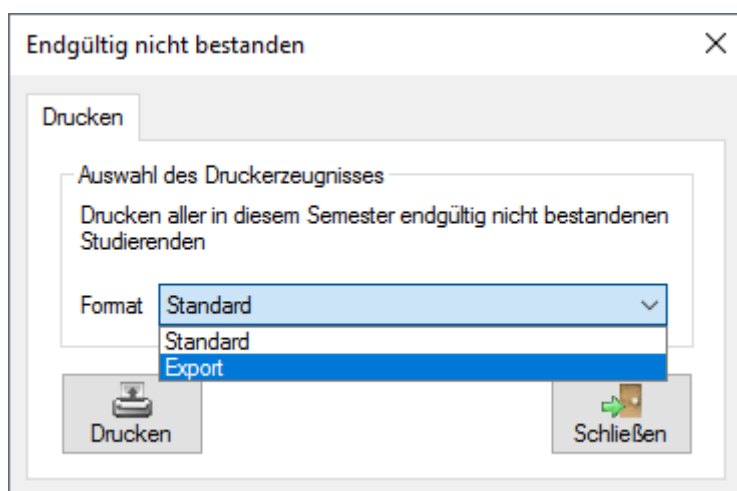 Endgültig nicht bestanden
Drucken
Auswahl des Druckerzeugnisses
Drucken aller in diesem Semester endgültig nicht bestandenen
Studierenden
Format Standard
Standard
Export
Drucken Schließen